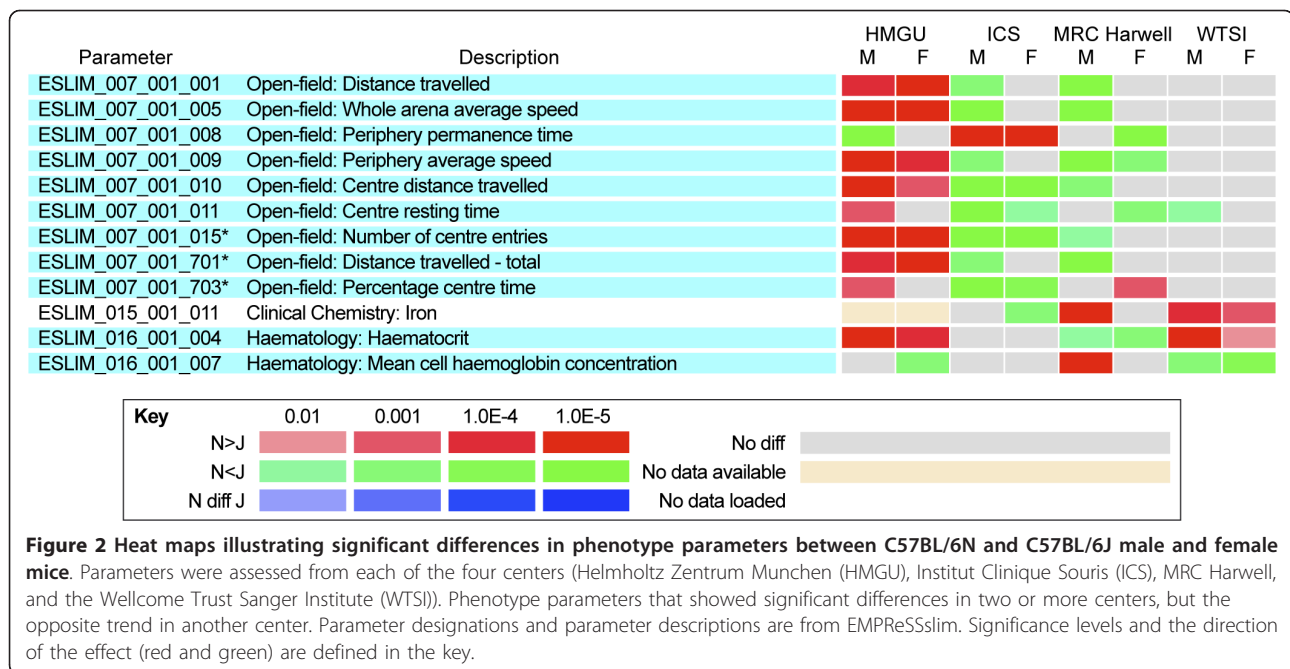 HMGU ICS MRC Harwell WTSI
Parameter Description M F M F M F M F
ESLIM_007_001_001 Open-field: Distance travelled
ESLIM_007_001_005 Open-field: Whole arena average speed
ESLIM_007_001_008 Open-field: Periphery permanence time
ESLIM_007_001_009 Open-field: Periphery average speed
ESLIM_007_001_010 Open-field: Centre distance travelled
ESLIM_007_001_011 Open-field: Centre resting time
ESLIM_007_001_015* Open-field: Number of centre entries
ESLIM_007_001_701* Open-field: Distance travelled - total
ESLIM_007_001_703* Open-field: Percentage centre time
ESLIM_015_001_011 Clinical Chemistry: Iron
ESLIM_016_001_004 Haematology: Haematocrit
ESLIM_016_001_007 Haematology: Mean cell haemoglobin concentration
Key 0.01 0.001 1.0E-4 1.0E-5
N>J No diff
N<J No data available
N diff J No data loaded
Figure 2 Heat maps illustrating significant differences in phenotype parameters between C57BL/6N and C57BL/6J male and female
mice. Parameters were assessed from each of the four centers (Helmholtz Zentrum Munchen (HMGU), Institut Clinique Souris (ICS), MRC Harwell,
and the Wellcome Trust Sanger Institute (WTSI)). Phenotype parameters that showed significant differences in two or more centers, but the
opposite trend in another center. Parameter designations and parameter descriptions are from EMPReSSslim. Significance levels and the direction
of the effect (red and green) are defined in the key.